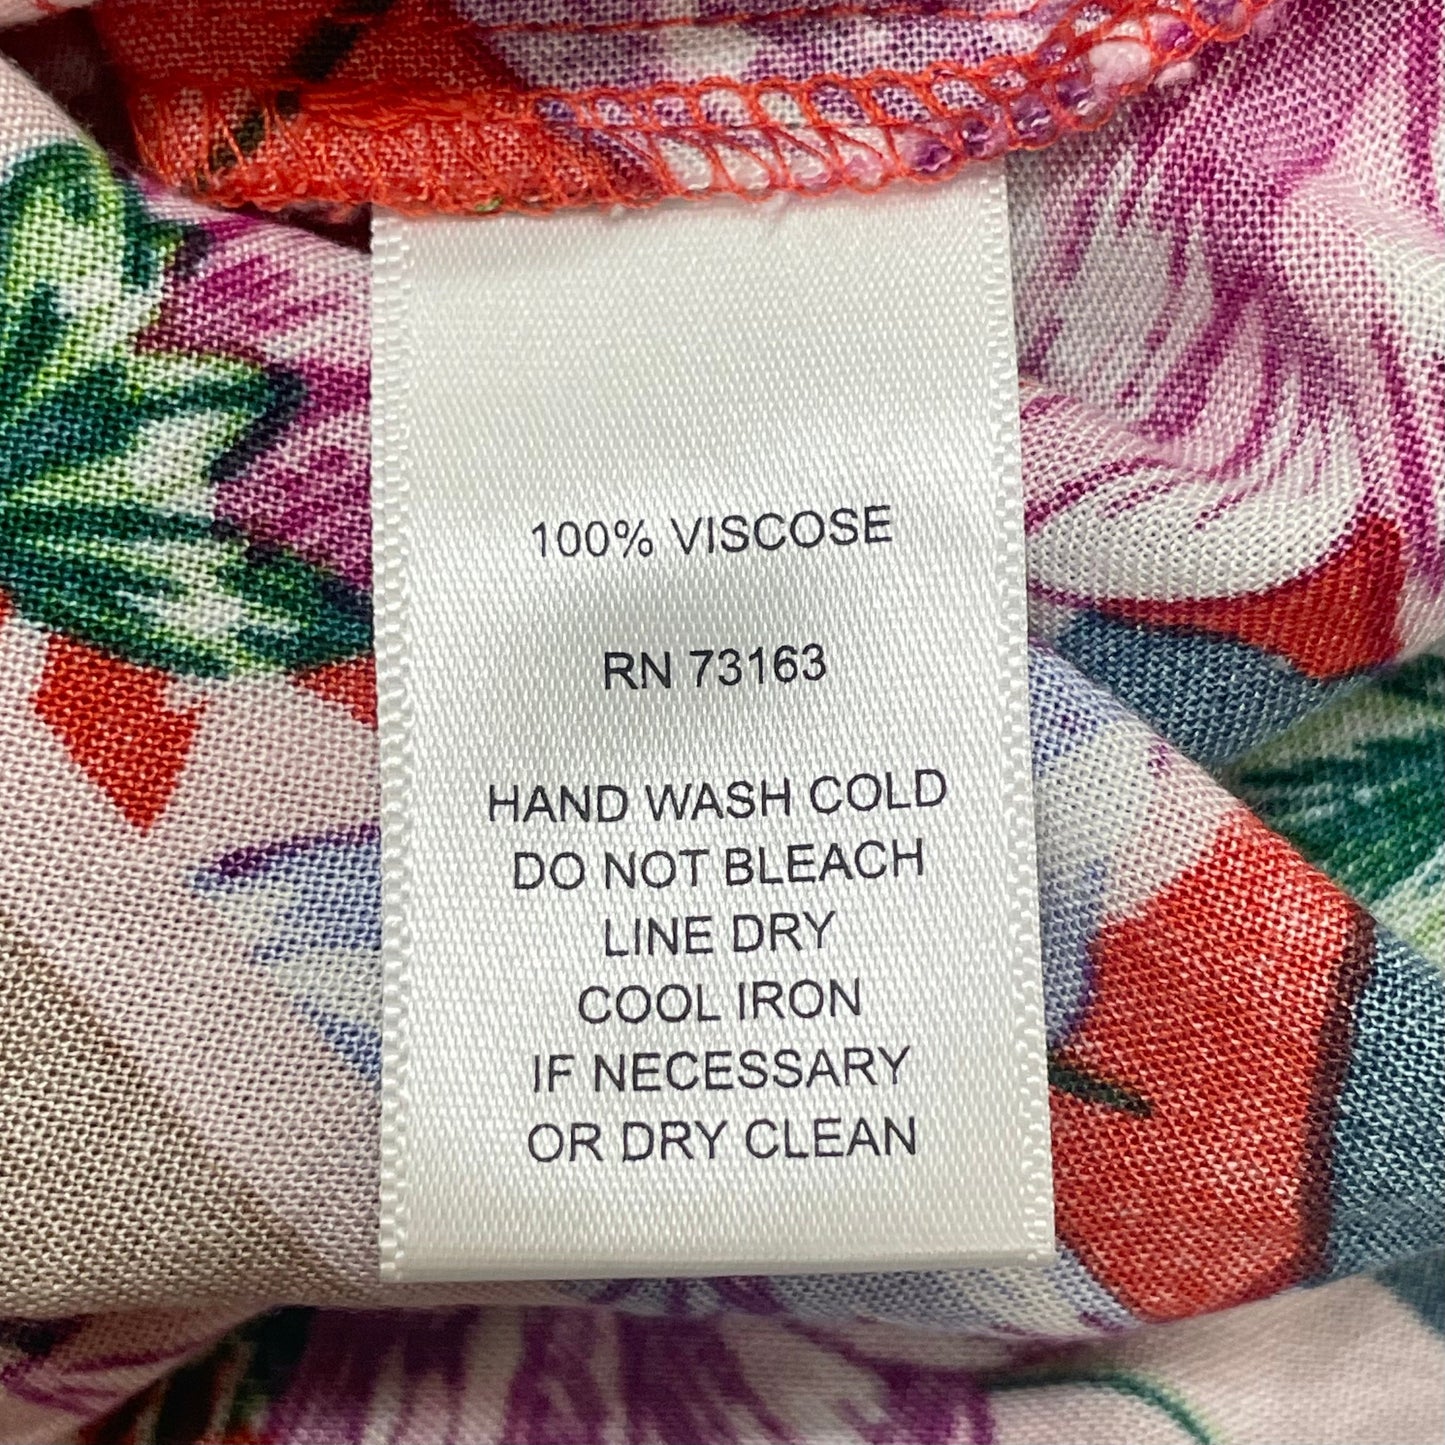 100% VISCOSE
RN 73163
HAND WASH COLD
DO NOT BLEACH
LINE DRY
COOL IRON
IF NECESSARY
OR DRY CLEAN